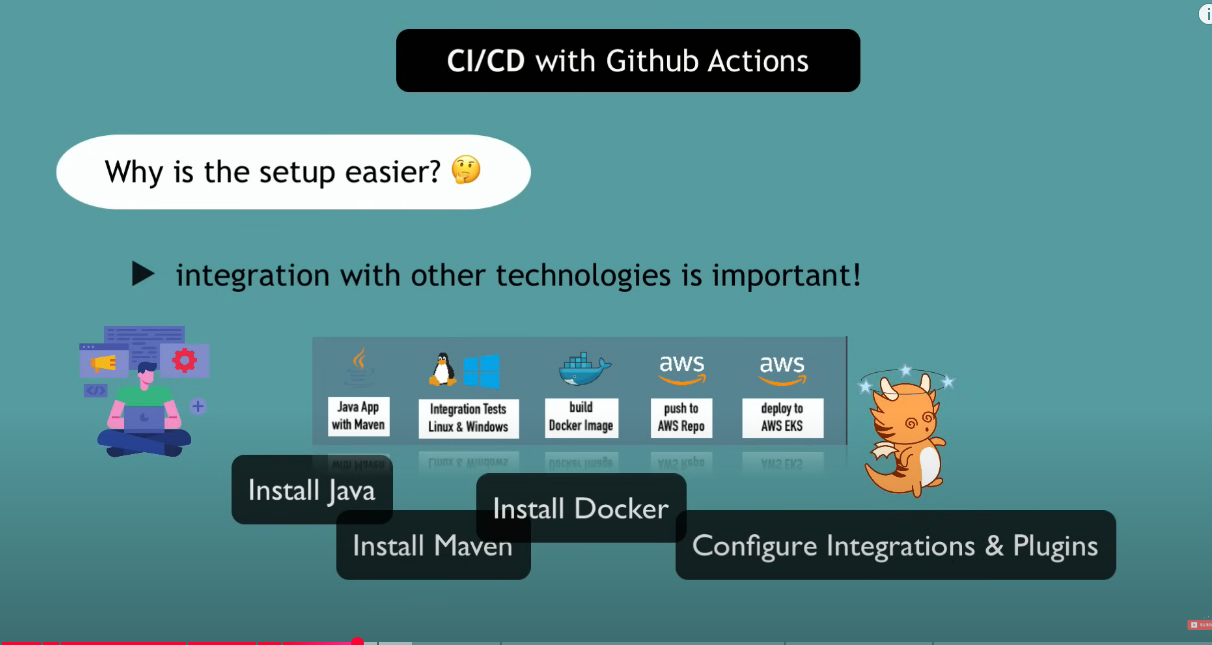 CI/CD with Github Actions
Why is the setup easier? 🤔
integration with other technologies is important!
aws
aws
Java App
with Maven
Integration Tests
Linux & Windows
build
Docker Image
push to
AWS Repo
deploy to
AWS EKS
Install Java
Install Docker
Install Maven
Configure Integrations & Plugins